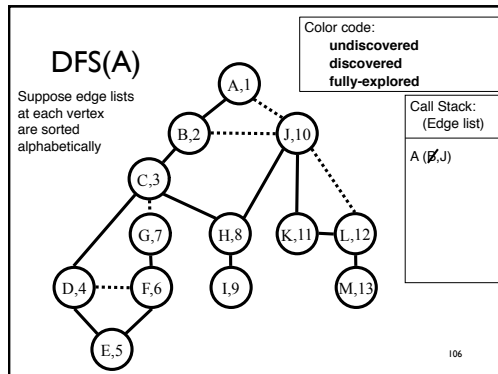 DFS(A)
Suppose edge lists
at each vertex
are sorted
alphabetically
Color code:
undiscovered
discovered
fully-explored
Call Stack:
(Edge list)
A (B,J)
A,1
B,2
J,10
C,3
G,7
H,8
K,11
L,12
D,4
F,6
I,9
M,13
E,5
106